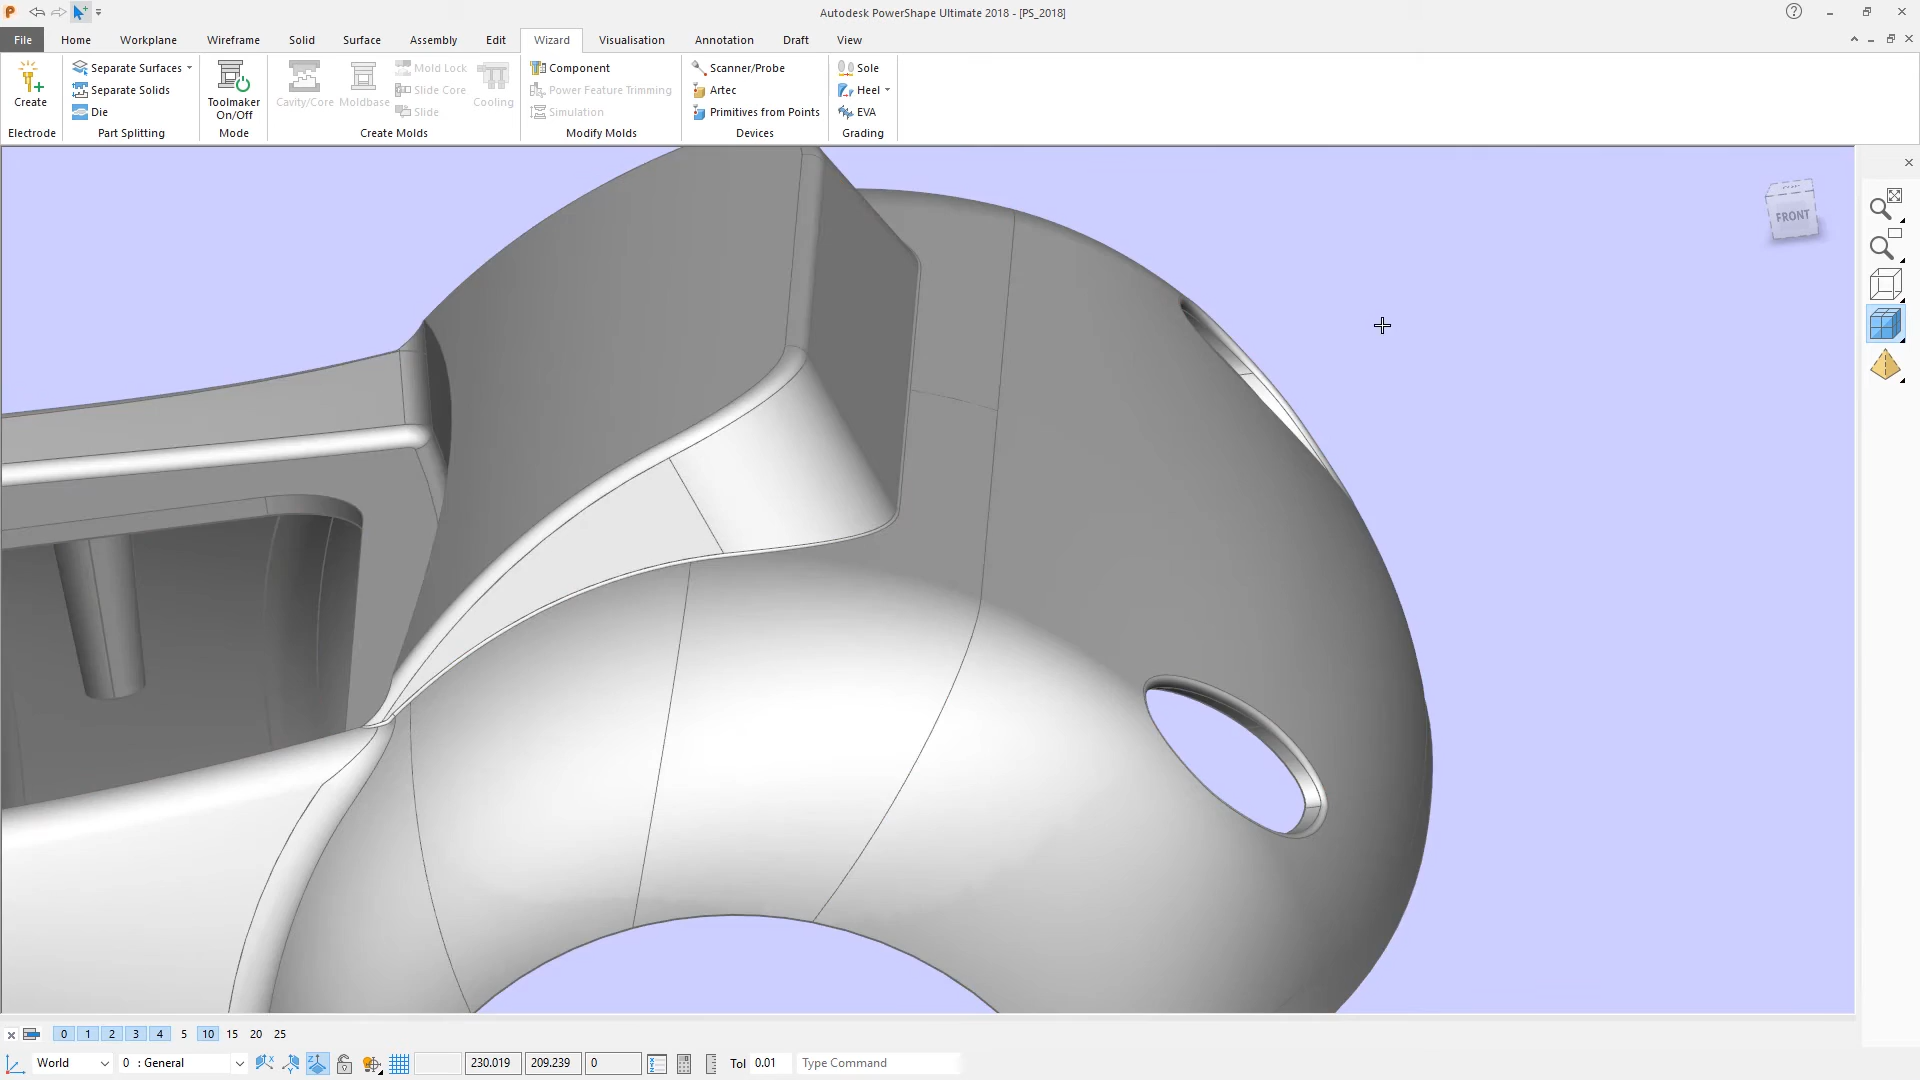 Autodesk PowerShape Ultimate 2018 - [PS_2018]
File Home Workplane Wireframe Solid Surface Assembly Edit Wizard Visualisation Annotation Draft View
Separate Surfaces Mold Lock Component Scanner/Probe Sole
Separate Solids Slide Core Power Feature Trimming Artec Heel
Create Toolmaker On/Off Cavity/Core Moldbase Cooling
Die Slide Simulation Primitives from Points EVA
Electrode Part Splitting Mode Create Molds Modify Molds Devices Grading
FRONT
0 1 2 3 4 5 10 15 20 25
World 0 : General 230.019 209.239 0 Tol 0.01 Type Command